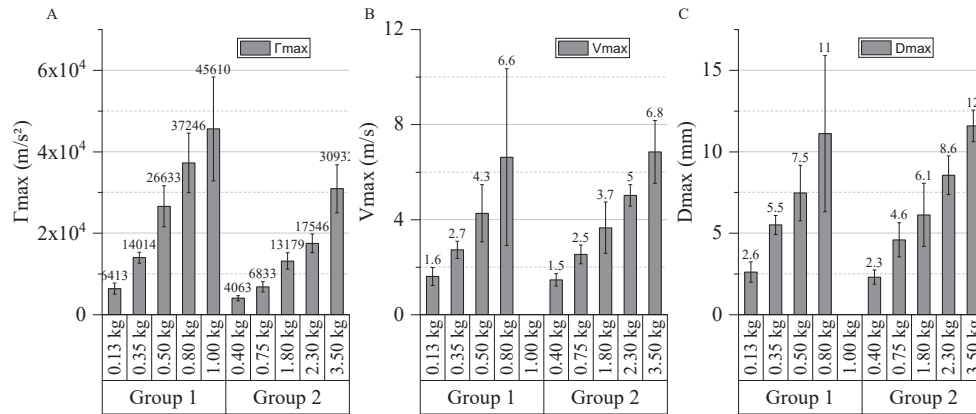 A
Γmax
6x10⁴
4x10⁴
2x10⁴
0
Γmax (m/s²)
6413
14014
26633
37246
45610
4063
6833
13179
17546
30932
0.13 kg
0.35 kg
0.50 kg
0.80 kg
1.00 kg
0.40 kg
0.75 kg
1.80 kg
2.30 kg
3.50 kg
Group 1
Group 2
B
Vmax
12
8
4
0
Vmax (m/s)
1.6
2.7
4.3
6.6
1.5
2.5
3.7
5
6.8
0.13 kg
0.35 kg
0.50 kg
0.80 kg
1.00 kg
0.40 kg
0.75 kg
1.80 kg
2.30 kg
3.50 kg
Group 1
Group 2
C
Dmax
15
10
5
0
Dmax (mm)
2.6
5.5
7.5
11
2.3
4.6
6.1
8.6
12
0.13 kg
0.35 kg
0.50 kg
0.80 kg
1.00 kg
0.40 kg
0.75 kg
1.80 kg
2.30 kg
3.50 kg
Group 1
Group 2